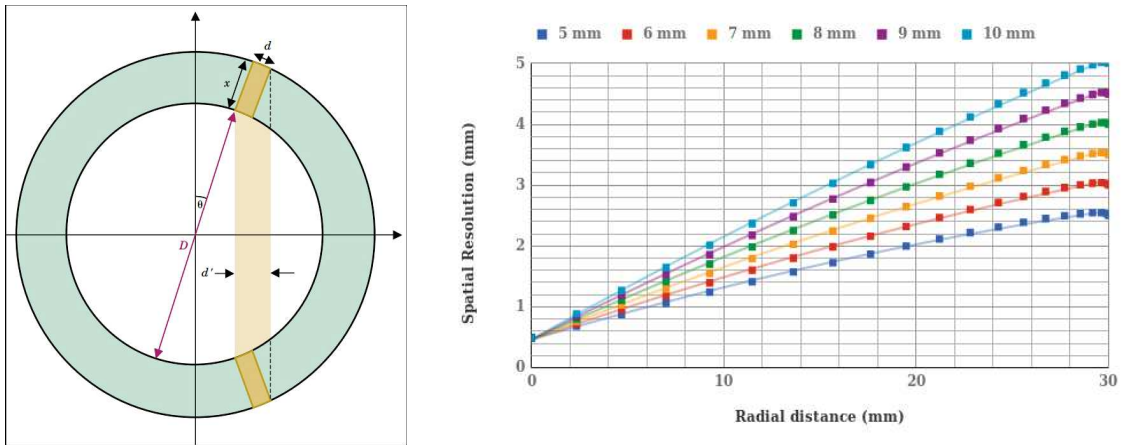 d
x
θ
D
d'
5 mm 6 mm 7 mm 8 mm 9 mm 10 mm
Spatial Resolution (mm)
5
4
3
2
1
0
0 10 20 30
Radial distance (mm)